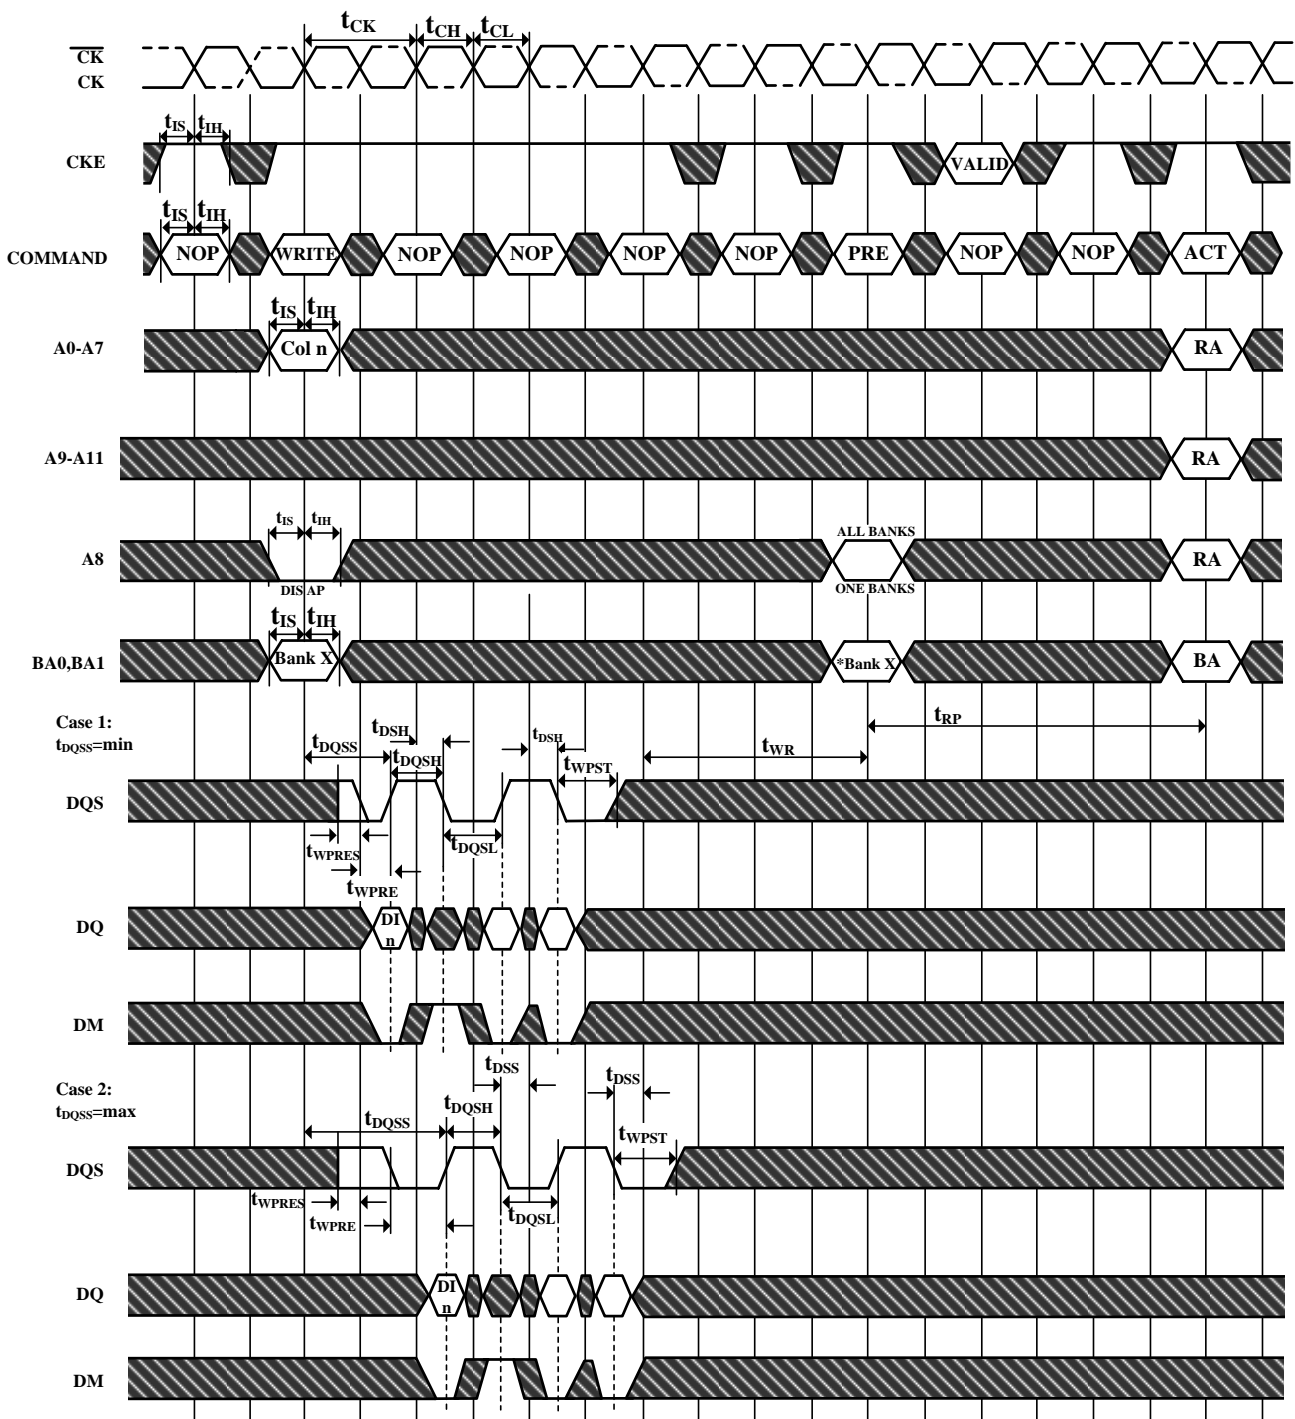 tCK tCH tCL
CK
CK
tIS tIH
CKE VALID
tIS tIH
COMMAND NOP WRITE NOP NOP NOP NOP PRE NOP NOP ACT
tIS tIH
A0-A7 Col n RA
A9-A11 RA
tIS tIH ALL BANKS
A8 RA
DIS AP ONE BANKS
tIS tIH
BA0,BA1 Bank X *Bank X BA
Case 1:
tDQSS=min
tDSH tDSH tRP
tDQSS tDQSH tWPST tWR
DQS
tWPRES tDQSL
tWPRE
DQ DI
n
DM
tDSS tDSS
Case 2:
tDQSS=max
tDQSS tDQSH tWPST
DQS
tWPRES tWPRE tDQSL
DQ DI
n
DM